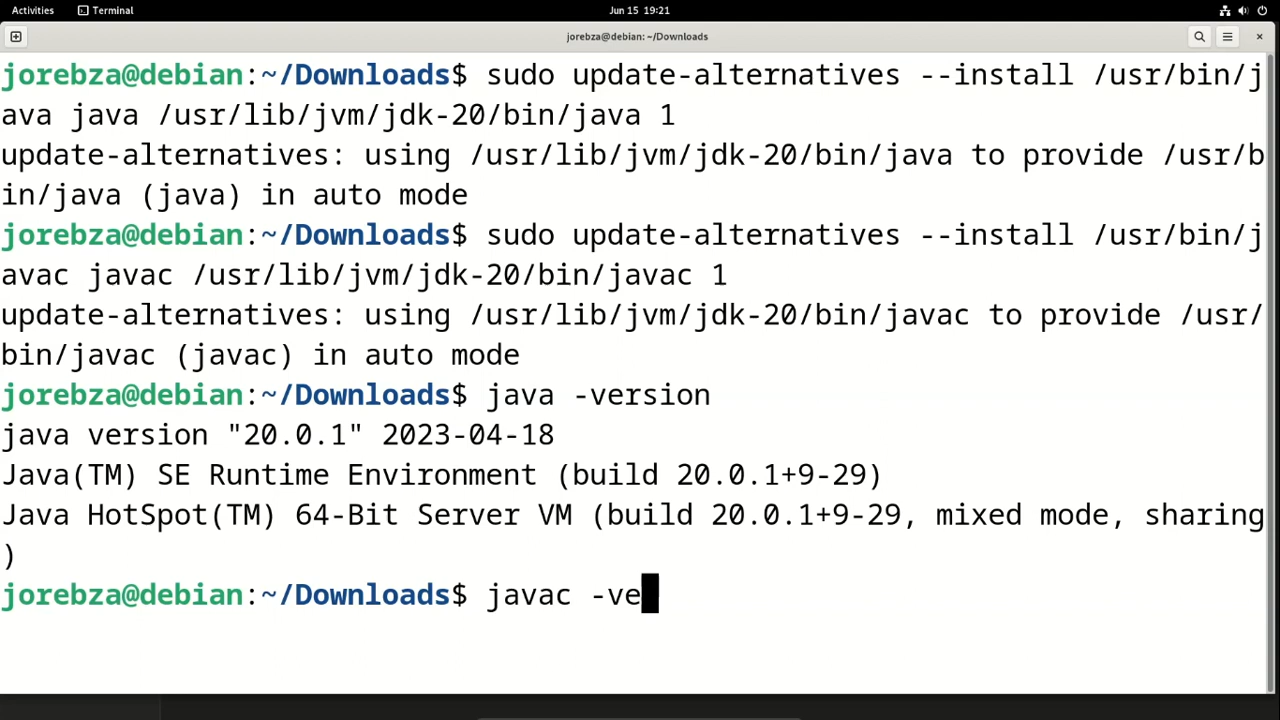 Activities Terminal Jun 15 19:21
jorebza@debian: ~/Downloads
jorebza@debian:~/Downloads$ sudo update-alternatives --install /usr/bin/j
ava java /usr/lib/jvm/jdk-20/bin/java 1
update-alternatives: using /usr/lib/jvm/jdk-20/bin/java to provide /usr/b
in/java (java) in auto mode
jorebza@debian:~/Downloads$ sudo update-alternatives --install /usr/bin/j
avac javac /usr/lib/jvm/jdk-20/bin/javac 1
update-alternatives: using /usr/lib/jvm/jdk-20/bin/javac to provide /usr/
bin/javac (javac) in auto mode
jorebza@debian:~/Downloads$ java -version
java version "20.0.1" 2023-04-18
Java(TM) SE Runtime Environment (build 20.0.1+9-29)
Java HotSpot(TM) 64-Bit Server VM (build 20.0.1+9-29, mixed mode, sharing
)
jorebza@debian:~/Downloads$ javac -ve